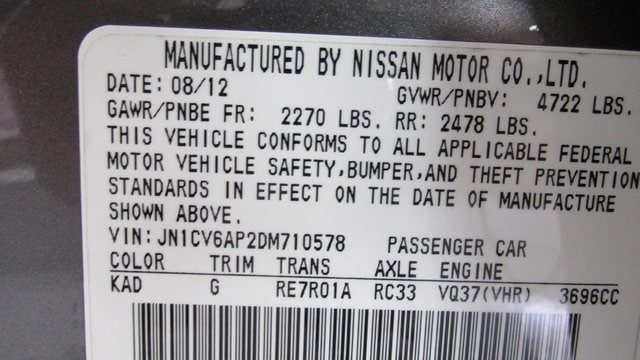 MANUFACTURED BY NISSAN MOTOR CO.,LTD.
DATE: 08/12 GVWR/PNBV: 4722 LBS.
GAWR/PNBE FR: 2270 LBS. RR: 2478 LBS.
THIS VEHICLE CONFORMS TO ALL APPLICABLE FEDERAL
MOTOR VEHICLE SAFETY,BUMPER,AND THEFT PREVENTION
STANDARDS IN EFFECT ON THE DATE OF MANUFACTURE
SHOWN ABOVE.
VIN: JN1CV6AP2DM710578 PASSENGER CAR
COLOR TRIM TRANS AXLE ENGINE
KAD G RE7R01A RC33 VQ37(VHR) 3696CC